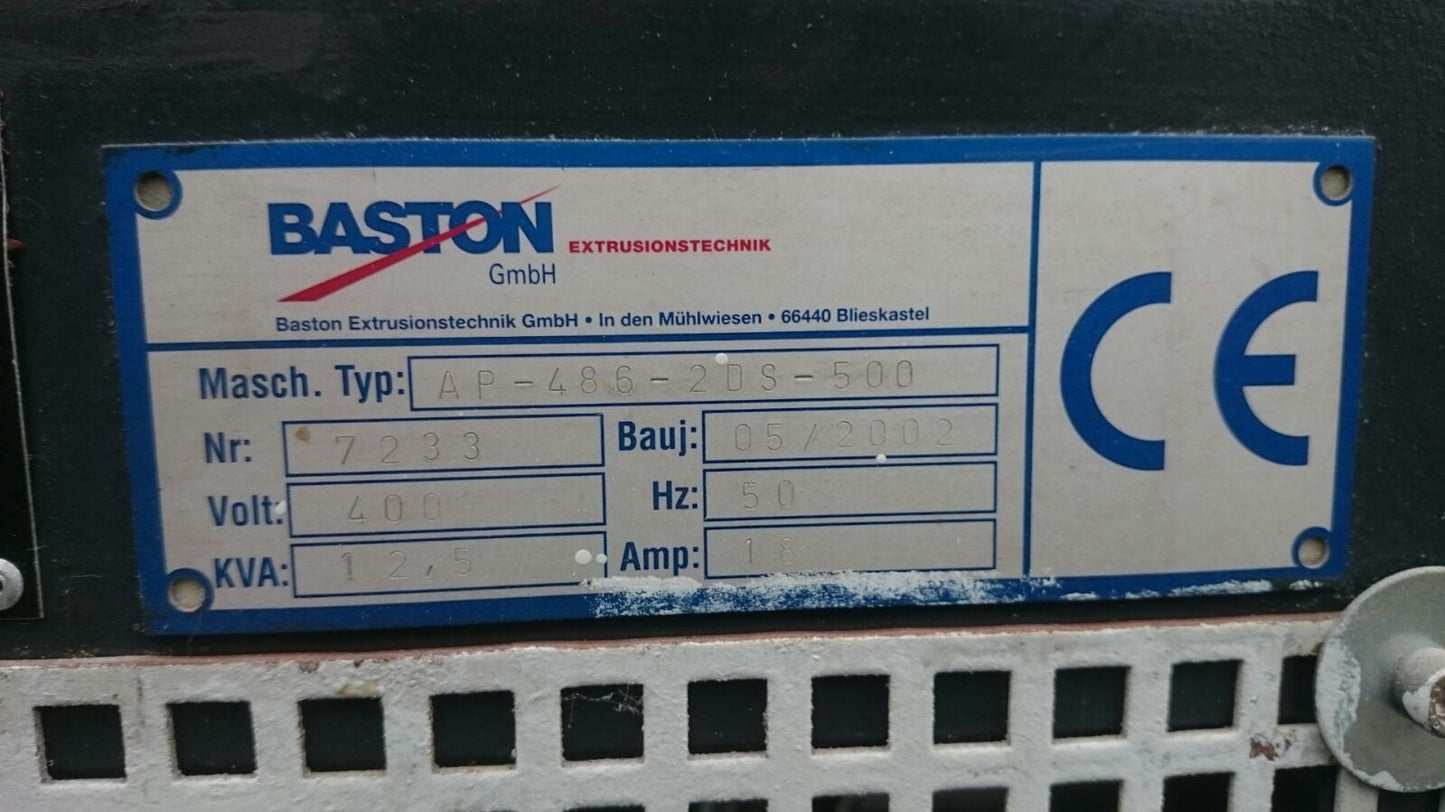 BASTON EXTRUSIONSTECHNIK
GmbH
Baston Extrusionstechnik GmbH • In den Mühlwiesen • 66440 Blieskastel
Masch. Typ: AP-486-2DS-500
Nr: 7233 Bauj: 05/2002
Volt: 400 Hz: 50
KVA: 12,5 Amp: 18
CE